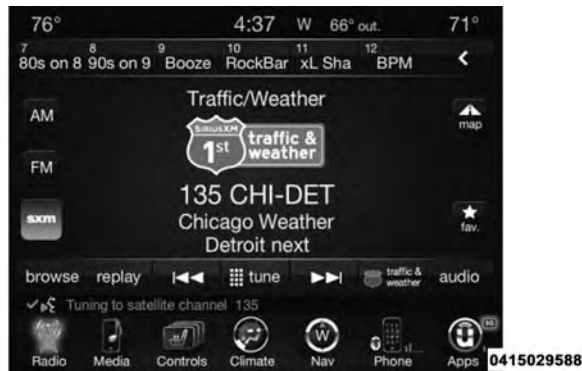 76° 4:37 W 66° out. 71°
7 8 9 10 11 12
80s on 8 90s on 9 Booze RockBar xL Sha BPM
Traffic/Weather
AM
SIRIUSXM
1st traffic & weather
map
FM
135 CHI-DET
sxm
Chicago Weather
fav.
Detroit next
browse replay tune traffic & weather audio
Tuning to satellite channel 135
3G
Radio Media Controls Climate Nav Phone Apps
W
0415029588